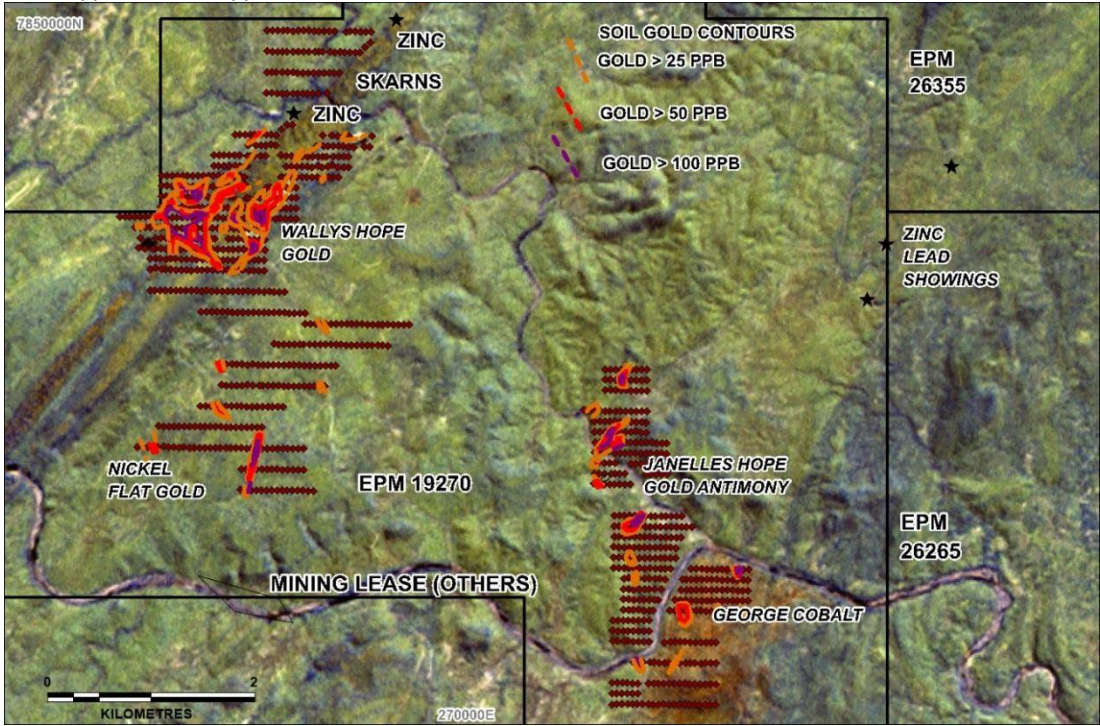 7850000N
ZINC
SKARNS
ZINC
SOIL GOLD CONTOURS
GOLD > 25 PPB
GOLD > 50 PPB
GOLD > 100 PPB
EPM
26355
WALLYS HOPE
GOLD
ZINC
LEAD
SHOWINGS
NICKEL
FLAT GOLD
EPM 19270
JANELLES HOPE
GOLD ANTIMONY
EPM
26265
MINING LEASE (OTHERS)
GEORGE COBALT
0 2
KILOMETRES
270000E